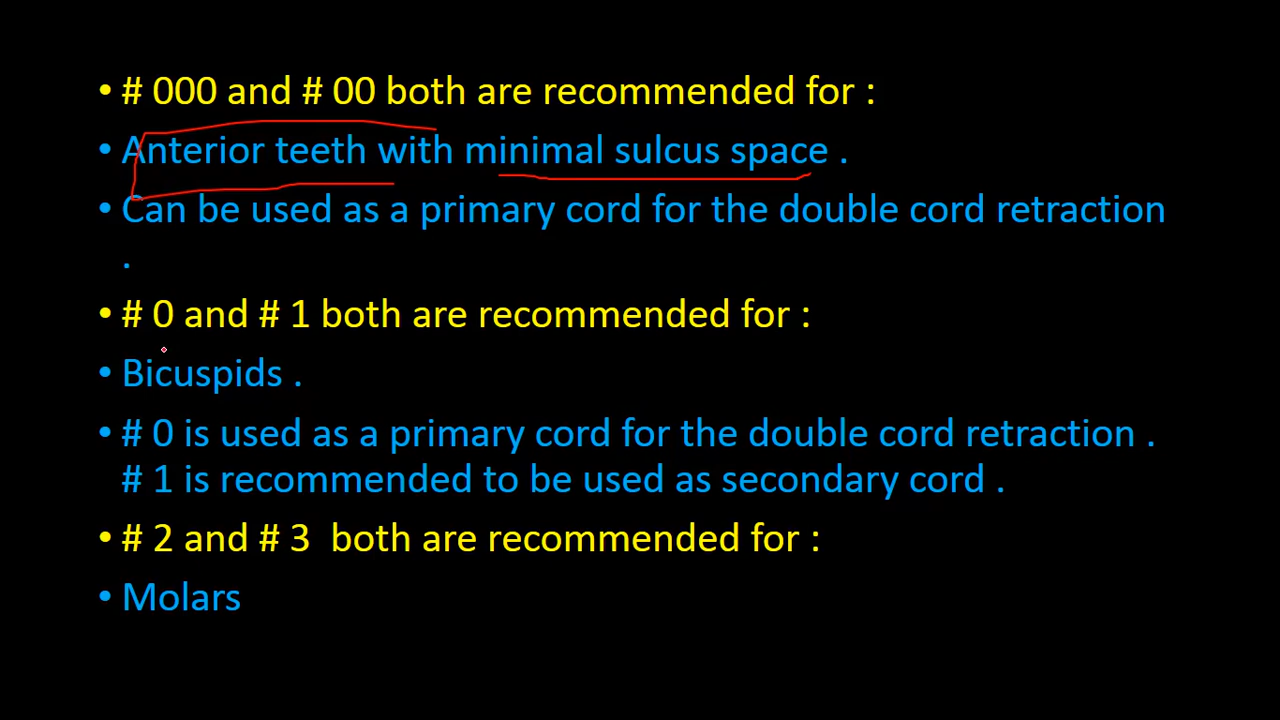 • # 000 and # 00 both are recommended for :
• Anterior teeth with minimal sulcus space .
• Can be used as a primary cord for the double cord retraction
.
• # 0 and # 1 both are recommended for :
• Bicuspids .
• # 0 is used as a primary cord for the double cord retraction .
# 1 is recommended to be used as secondary cord .
• # 2 and # 3  both are recommended for :
• Molars